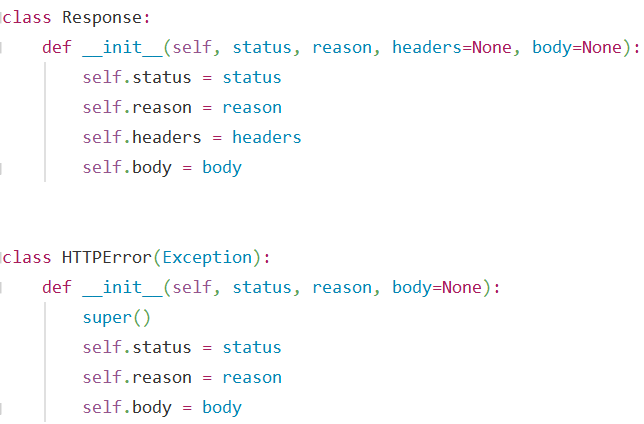 class Response:
    def __init__(self, status, reason, headers=None, body=None):
        self.status = status
        self.reason = reason
        self.headers = headers
        self.body = body
class HTTPError(Exception):
    def __init__(self, status, reason, body=None):
        super()
        self.status = status
        self.reason = reason
        self.body = body